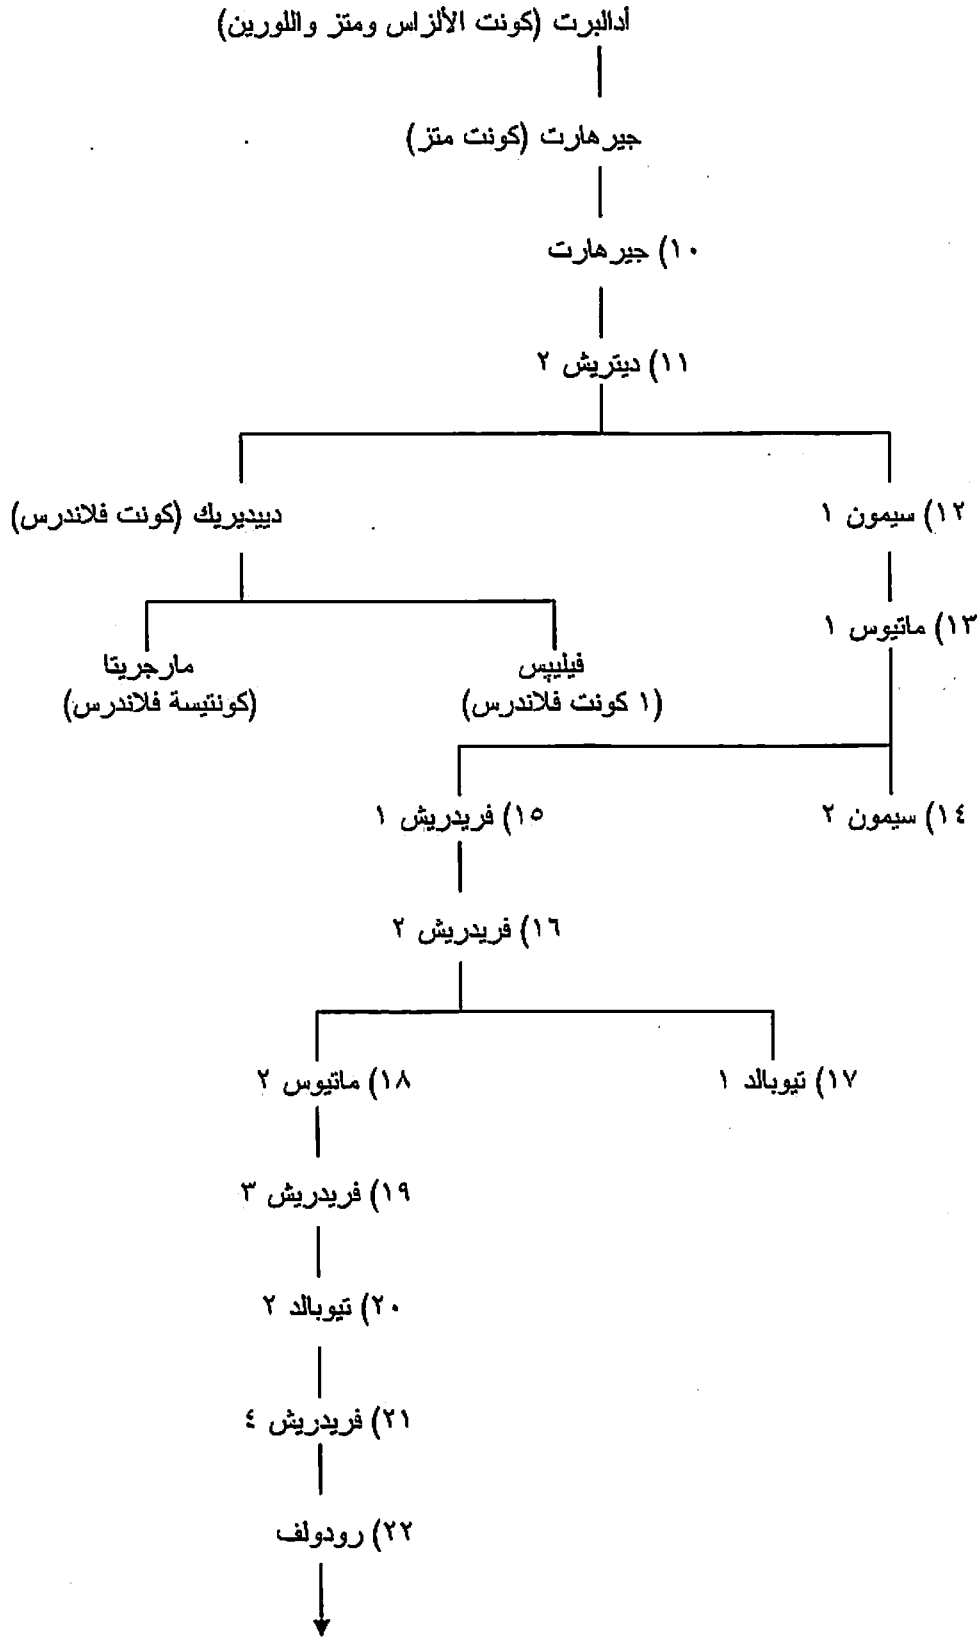 أدالبرت (كونت الألزاس ومتز واللورين)
جيرهارت (كونت متز)
١٠) جيرهارت
١١) ديتريش ٢
١٢) سيمون ١
دييديريك (كونت فلاندرس)
١٣) ماتيوس ١
فيليپس
(١ كونت فلاندرس)
مارجريتا
(كونتيسة فلاندرس)
١٤) سيمون ٢
١٥) فريدريش ١
١٦) فريدريش ٢
١٧) تيوبالد ١
١٨) ماتيوس ٢
١٩) فريدريش ٣
٢٠) تيوبالد ٢
٢١) فريدريش ٤
٢٢) رودولف